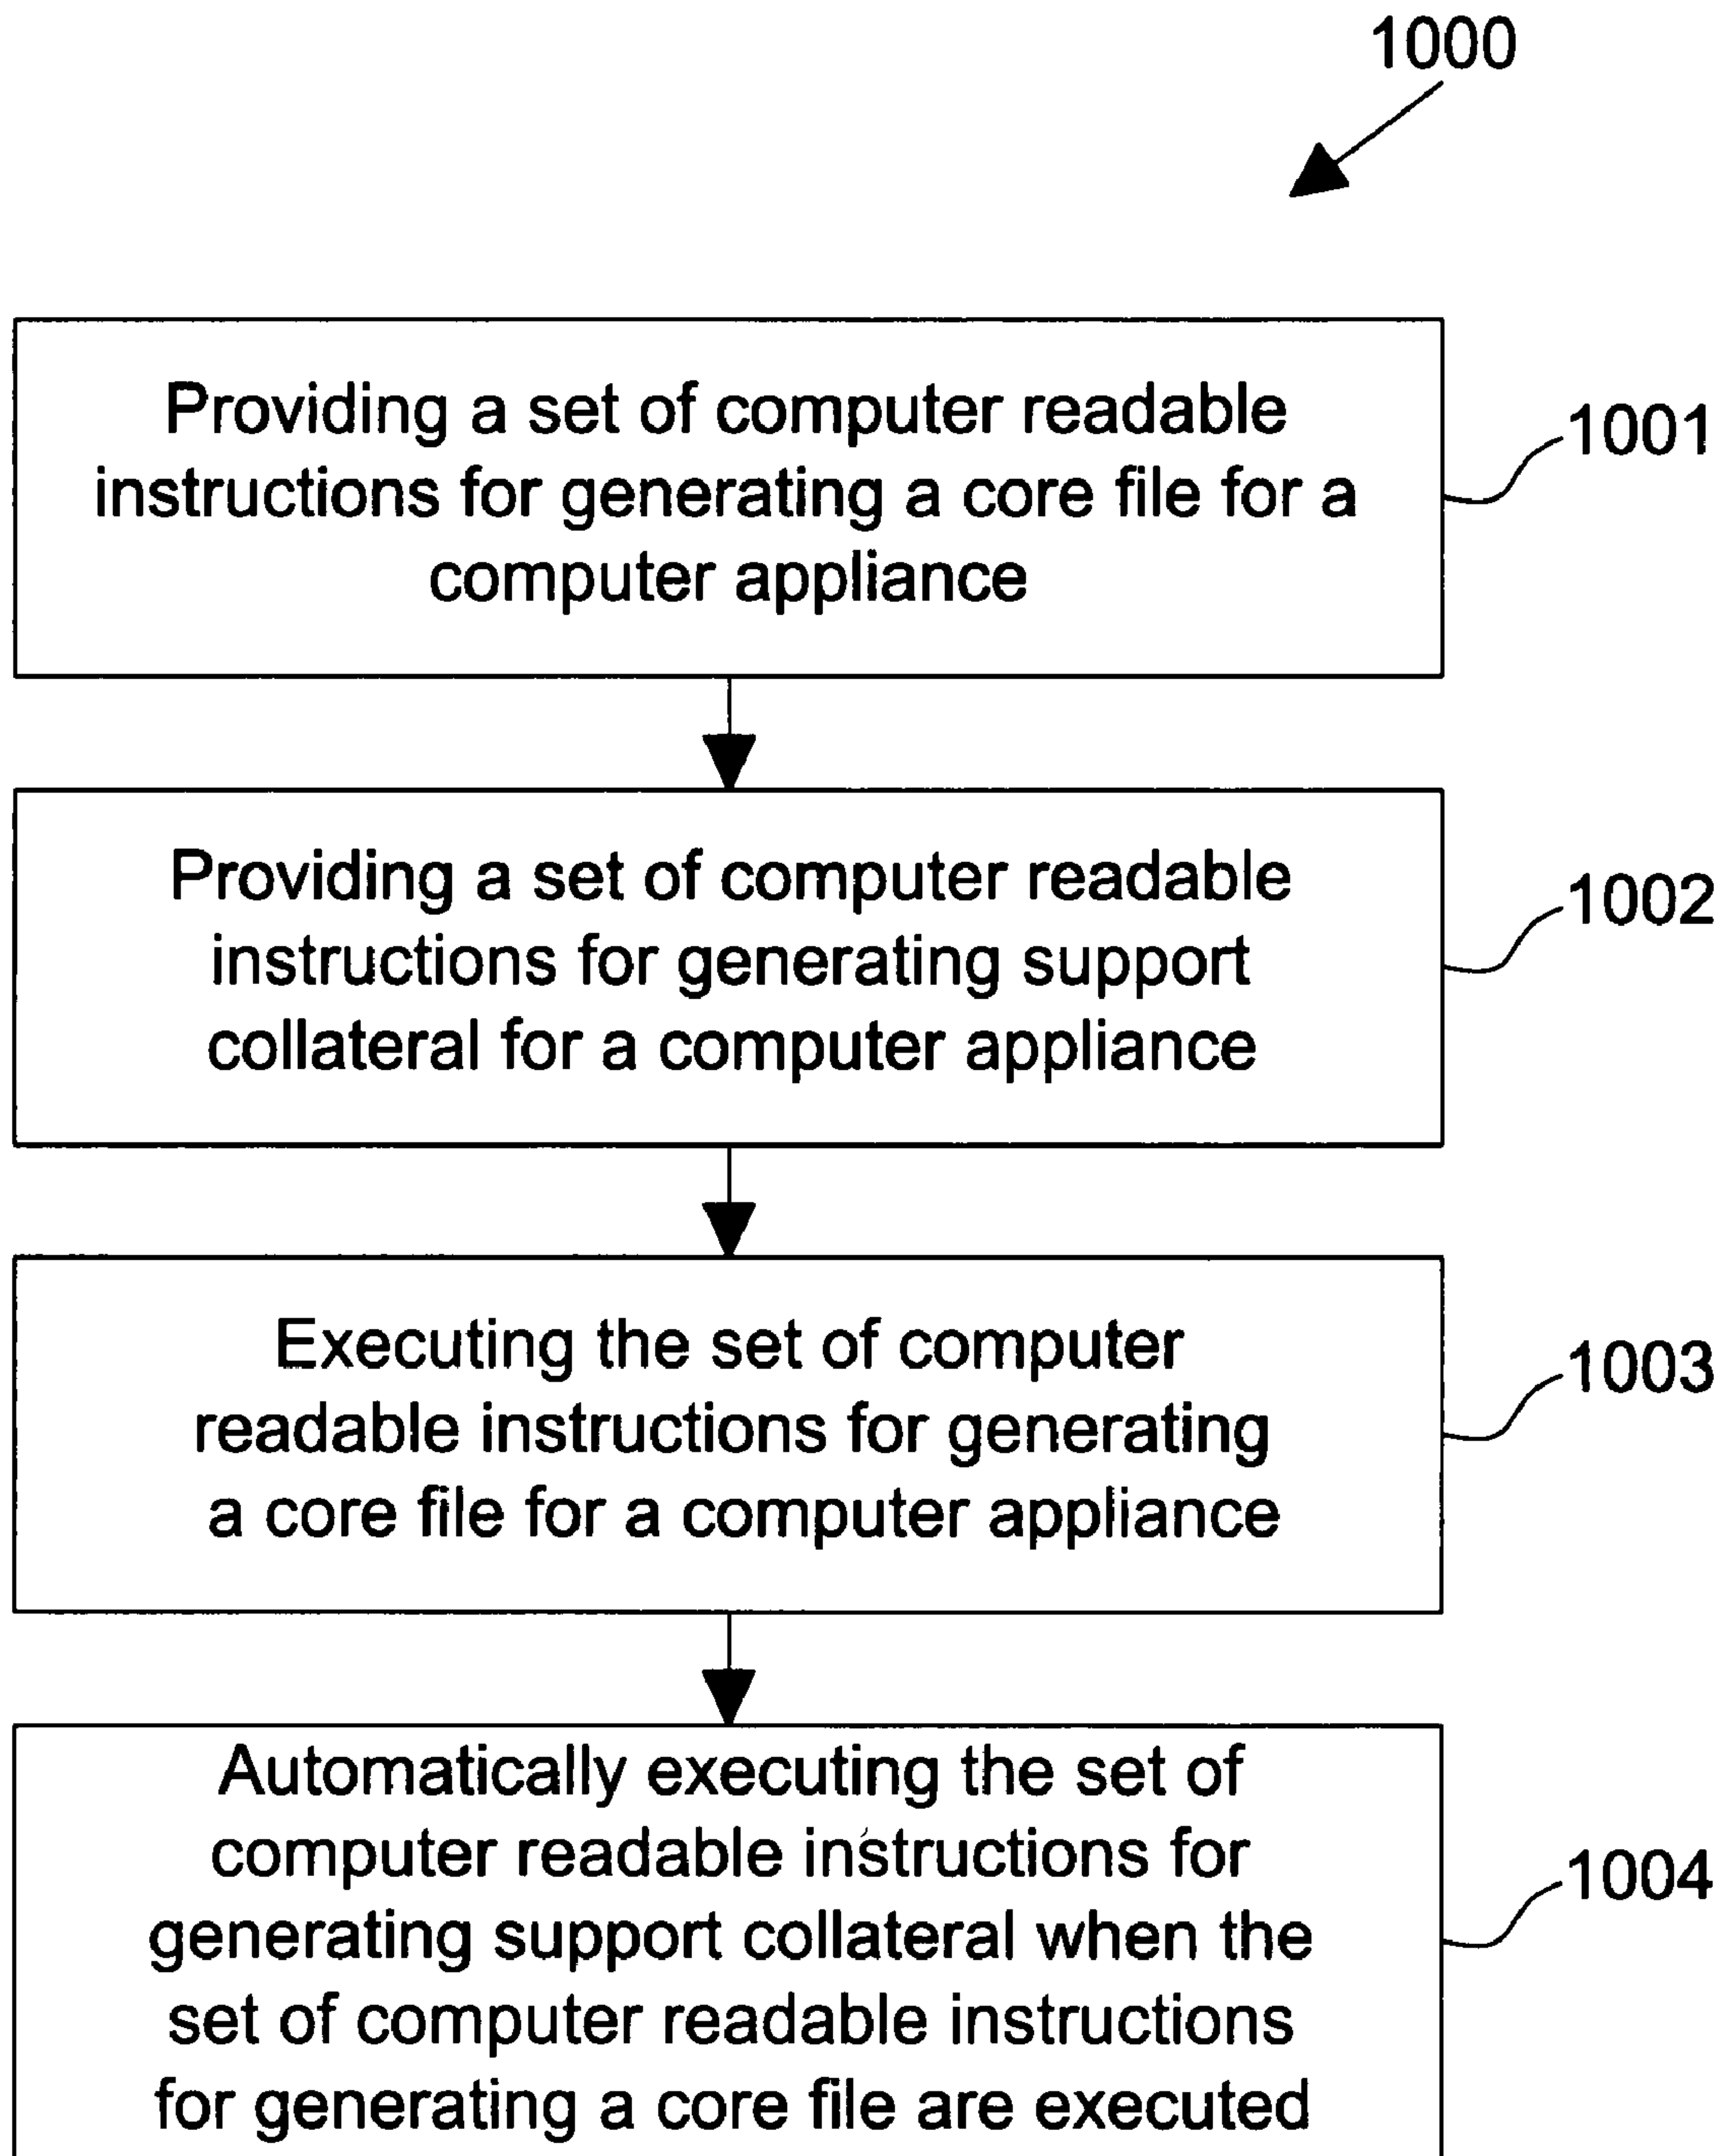 1000
Providing a set of computer readable
instructions for generating a core file for a
computer appliance
1001
Providing a set of computer readable
instructions for generating support
collateral for a computer appliance
1002
Executing the set of computer
readable instructions for generating
a core file for a computer appliance
1003
Automatically executing the set of
computer readable instructions for
generating support collateral when the
set of computer readable instructions
for generating a core file are executed
1004